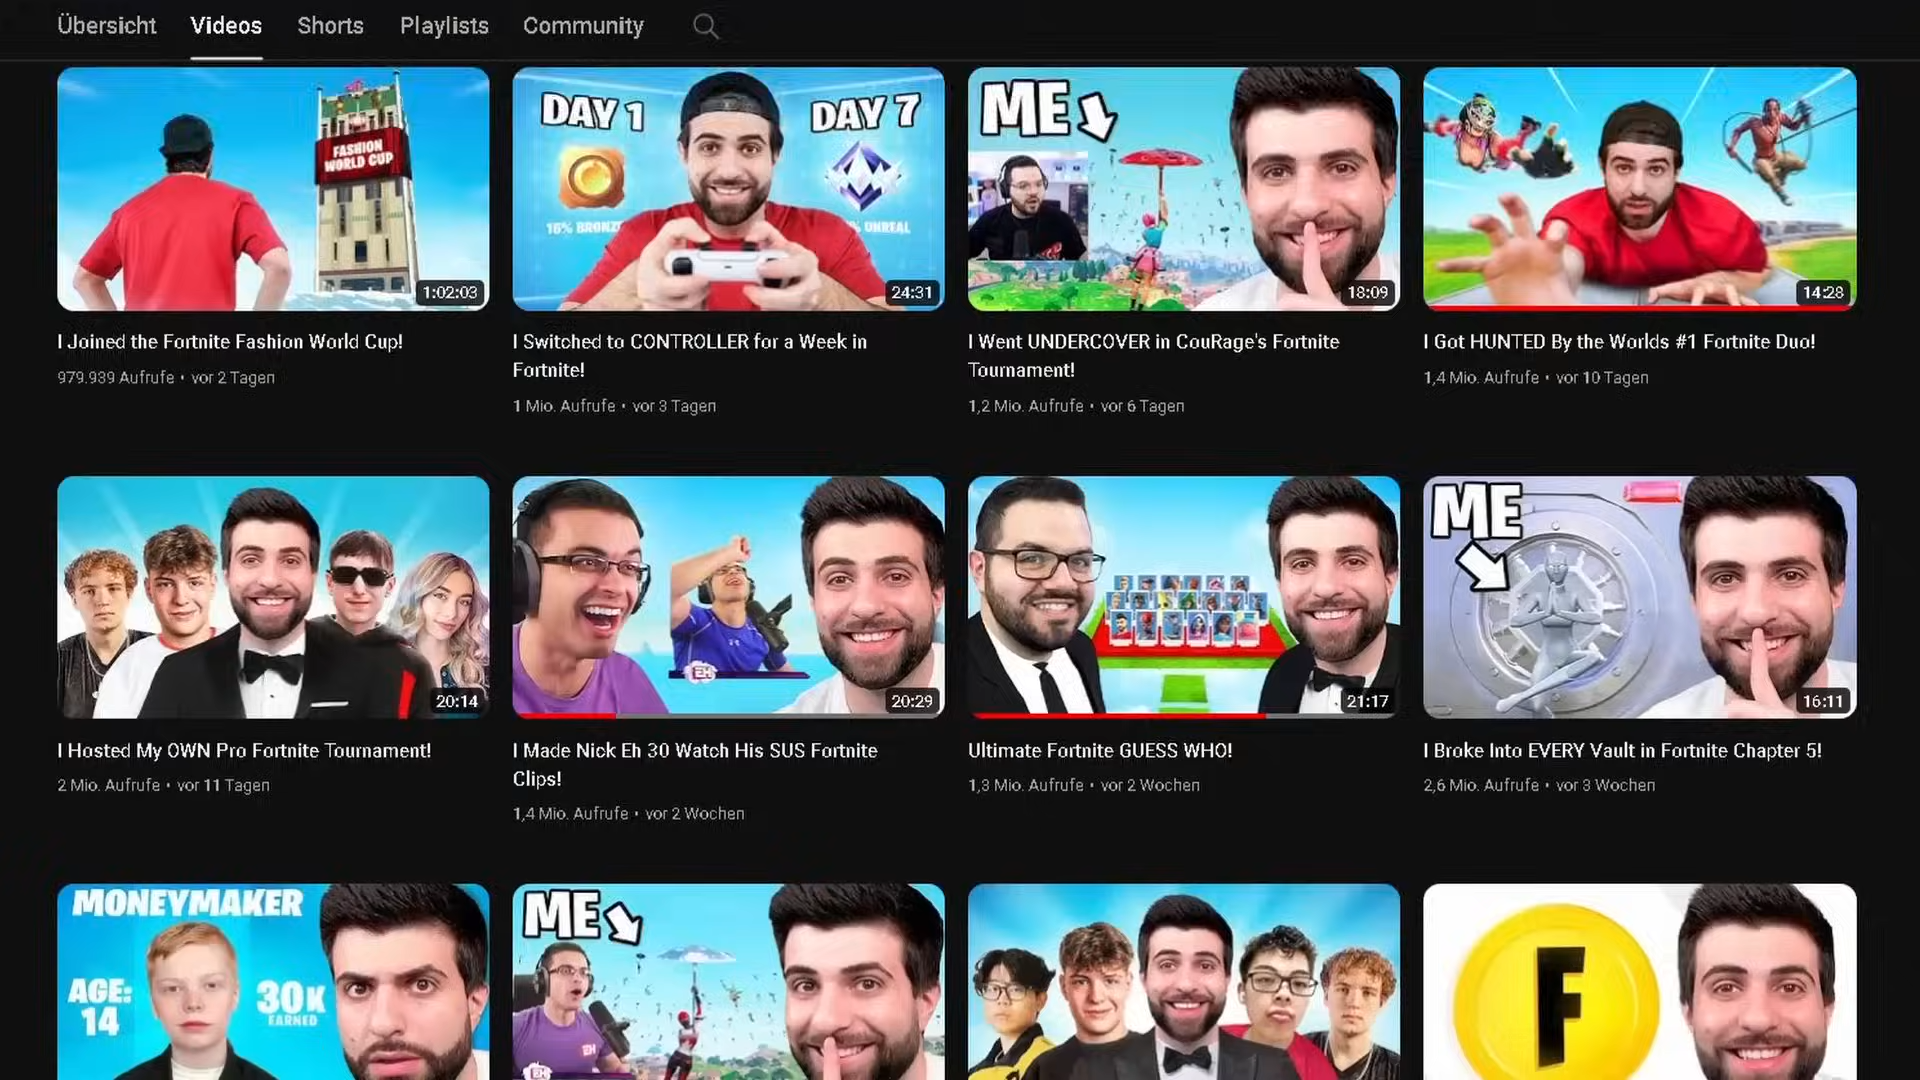 Übersicht
Videos
Shorts
Playlists
Community
FASHION
WORLD CUP
1:02:03
DAY 1
DAY 7
UNREAL
24:31
ME
18:09
14:28
I Joined the Fortnite Fashion World Cup!
979.939 Aufrufe • vor 2 Tagen
I Switched to CONTROLLER for a Week in
Fortnite!
1 Mio. Aufrufe • vor 3 Tagen
I Went UNDERCOVER in CouRage's Fortnite
Tournament!
1,2 Mio. Aufrufe • vor 6 Tagen
I Got HUNTED By the Worlds #1 Fortnite Duo!
1,4 Mio. Aufrufe • vor 10 Tagen
20:14
EH
20:29
21:17
ME
16:11
I Hosted My OWN Pro Fortnite Tournament!
2 Mio. Aufrufe • vor 11 Tagen
I Made Nick Eh 30 Watch His SUS Fortnite
Clips!
1,4 Mio. Aufrufe • vor 2 Wochen
Ultimate Fortnite GUESS WHO!
1,3 Mio. Aufrufe • vor 2 Wochen
I Broke Into EVERY Vault in Fortnite Chapter 5!
2,6 Mio. Aufrufe • vor 3 Wochen
MONEYMAKER
AGE:
14
30K
EARNED
ME
EH
EH
F